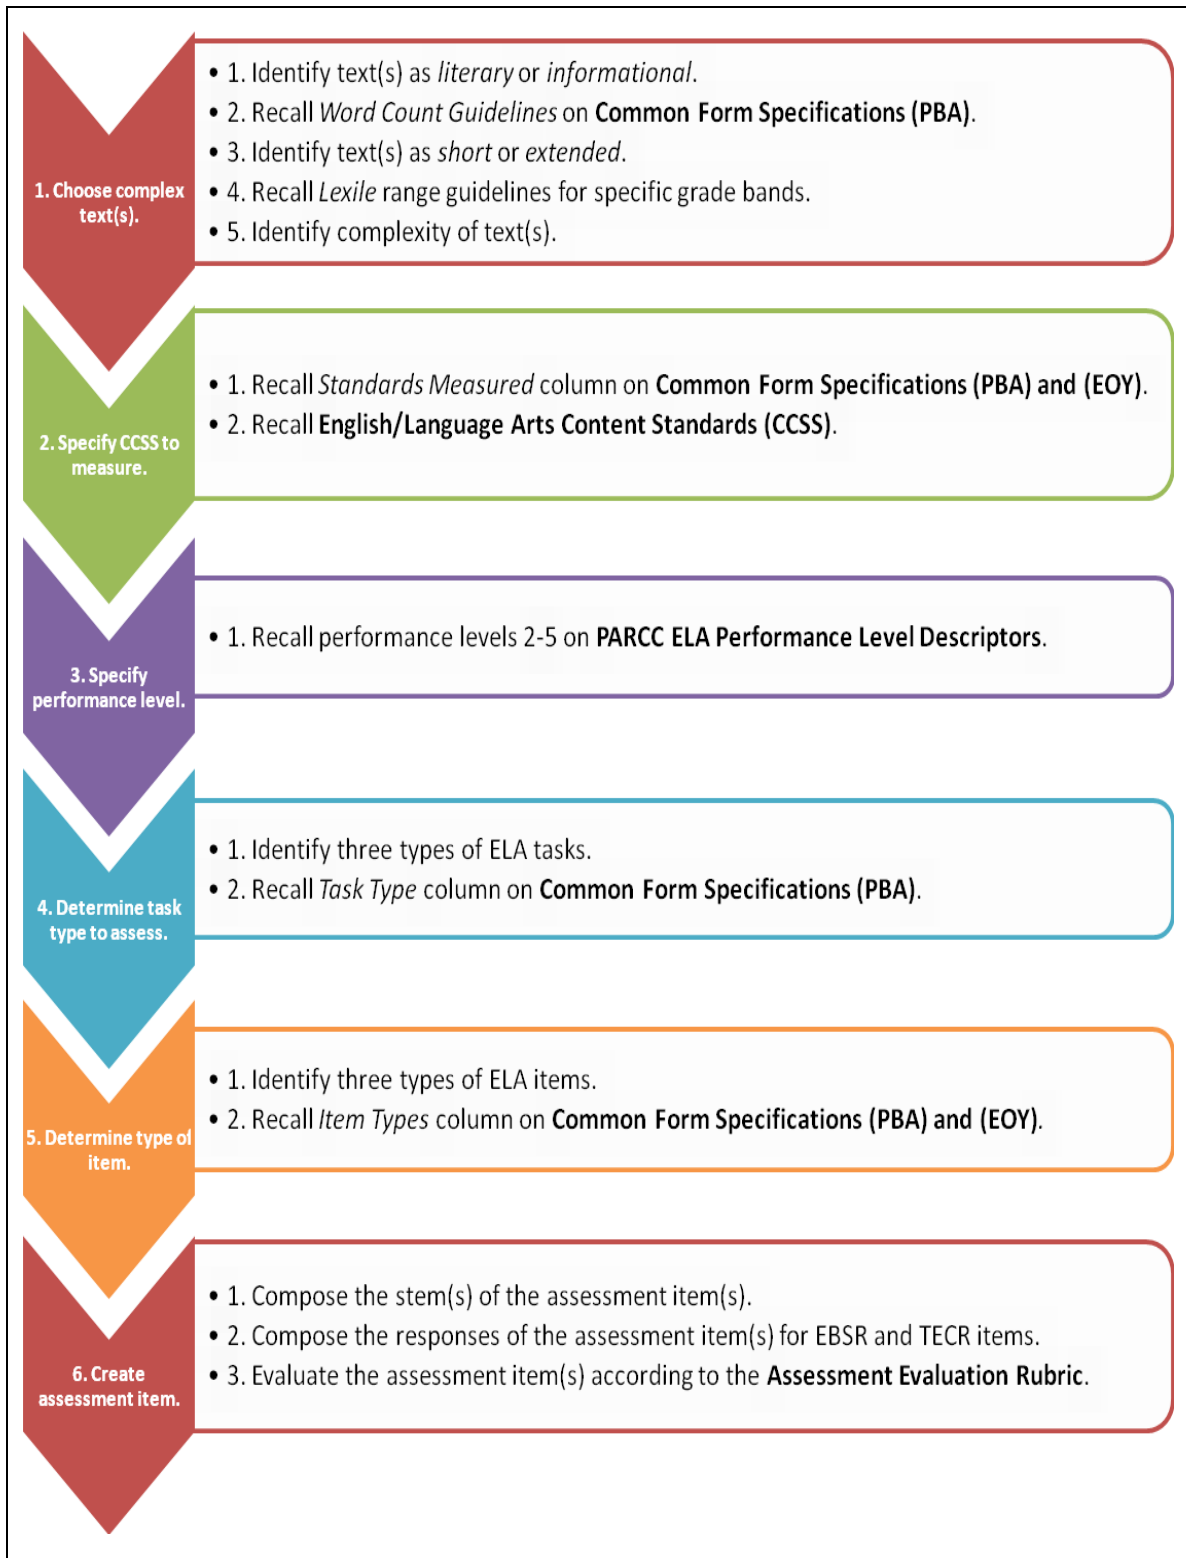 1. Choose complex
text(s).
• 1. Identify text(s) as literary or informational.
• 2. Recall Word Count Guidelines on Common Form Specifications (PBA).
• 3. Identify text(s) as short or extended.
• 4. Recall Lexile range guidelines for specific grade bands.
• 5. Identify complexity of text(s).
2. Specify CCSS to
measure.
• 1. Recall Standards Measured column on Common Form Specifications (PBA) and (EOY).
• 2. Recall English/Language Arts Content Standards (CCSS).
3. Specify
performance level.
• 1. Recall performance levels 2-5 on PARCC ELA Performance Level Descriptors.
4. Determine task
type to assess.
• 1. Identify three types of ELA tasks.
• 2. Recall Task Type column on Common Form Specifications (PBA).
5. Determine type of
item.
• 1. Identify three types of ELA items.
• 2. Recall Item Types column on Common Form Specifications (PBA) and (EOY).
6. Create
assessment item.
• 1. Compose the stem(s) of the assessment item(s).
• 2. Compose the responses of the assessment item(s) for EBSR and TECR items.
• 3. Evaluate the assessment item(s) according to the Assessment Evaluation Rubric.